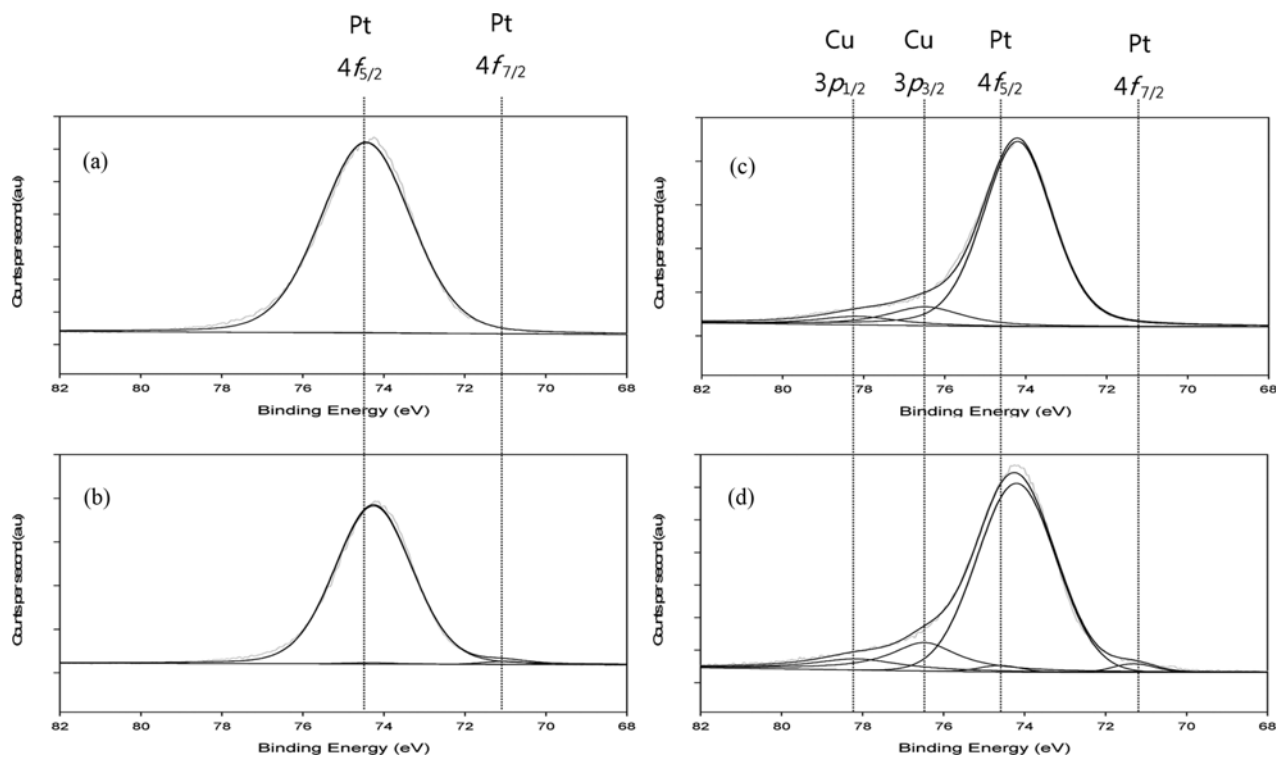 Pt
4f5/2
Pt
4f7/2
Cu
3p1/2
Cu
3p3/2
Pt
4f5/2
Pt
4f7/2
(a)
Counts per second(au)
82 80 78 76 74 72 70 68
Binding Energy (eV)
(b)
Counts per second(au)
82 80 78 76 74 72 70 68
Binding Energy (eV)
(c)
Counts per second(au)
82 80 78 76 74 72 70 68
Binding Energy (eV)
(d)
Counts per second(au)
82 80 78 76 74 72 70 68
Binding Energy (eV)